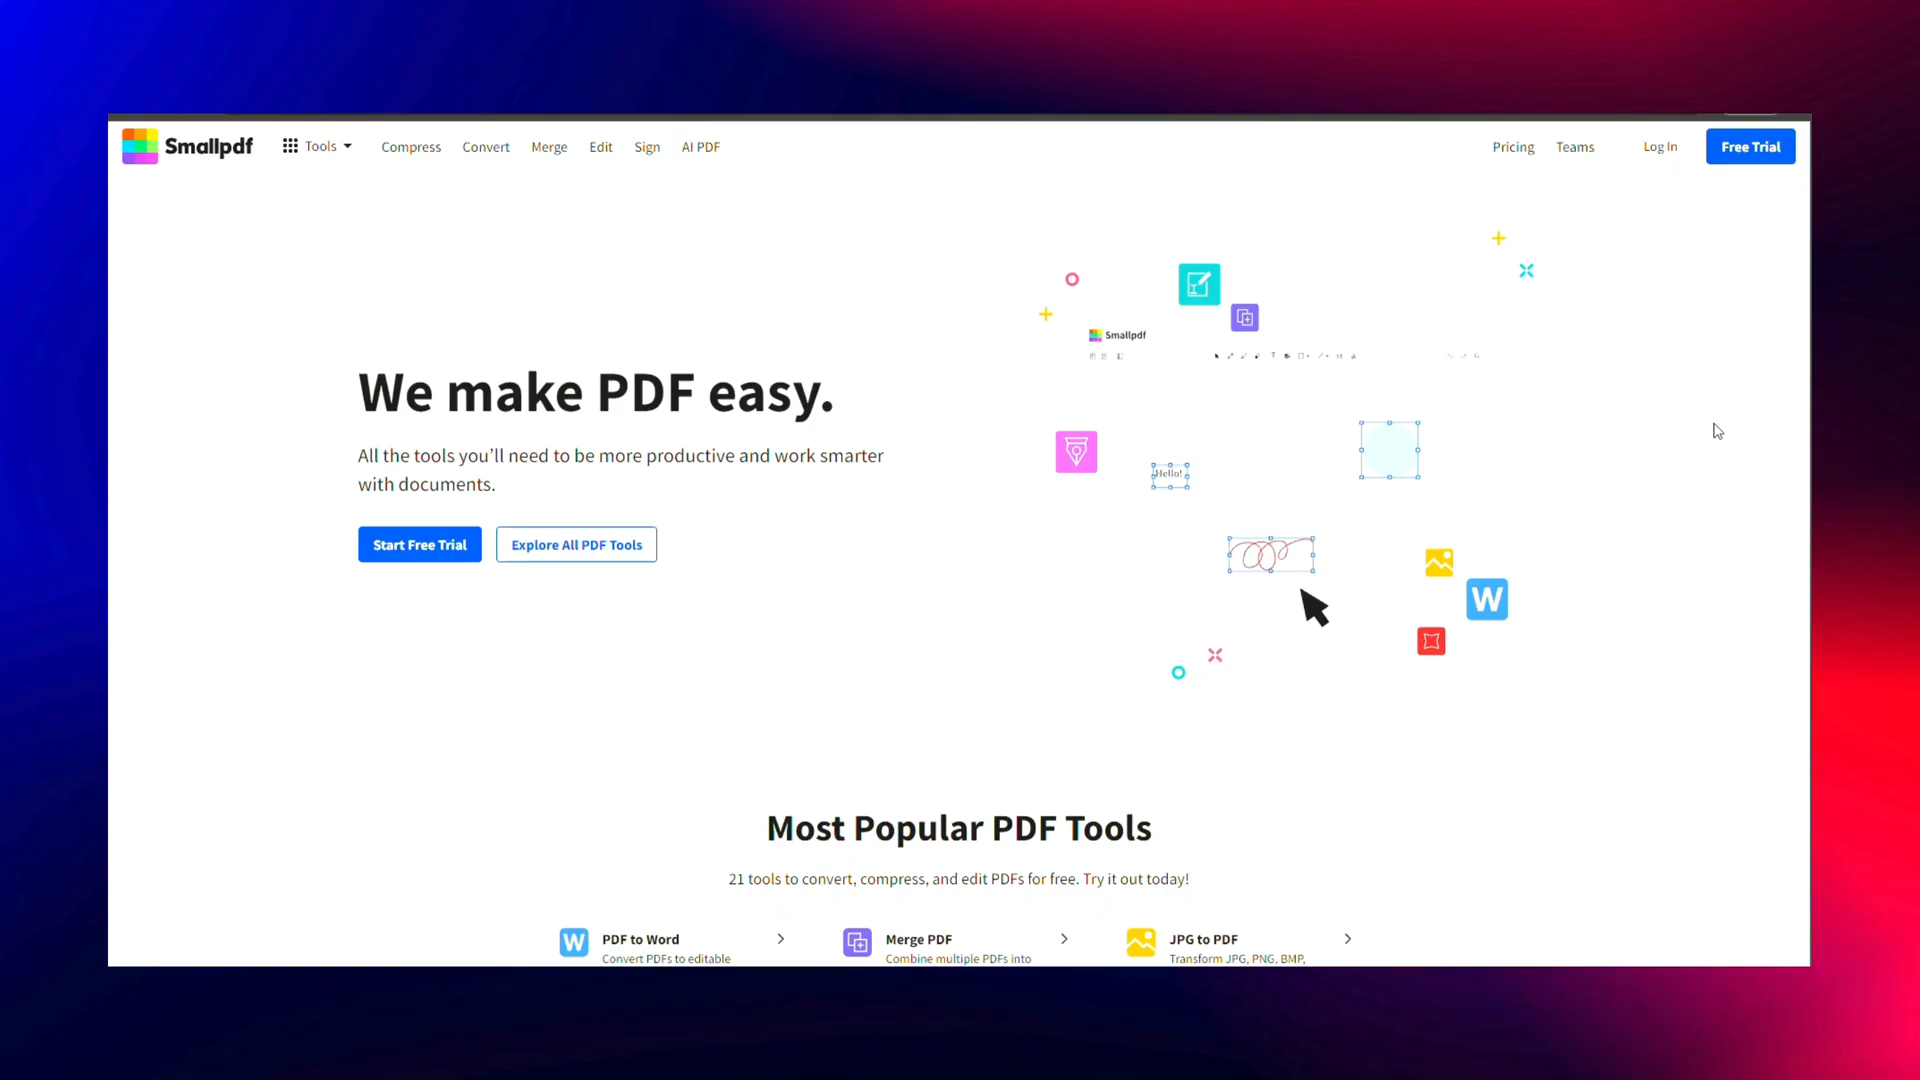 Smallpdf
Tools
Compress
Convert
Merge
Edit
Sign
AI PDF
Pricing
Teams
Log In
Free Trial
Smallpdf
We make PDF easy.
All the tools you’ll need to be more productive and work smarter
with documents.
Hello!
Start Free Trial
Explore All PDF Tools
W
Most Popular PDF Tools
21 tools to convert, compress, and edit PDFs for free. Try it out today!
W
PDF to Word
Convert PDFs to editable
Merge PDF
Combine multiple PDFs into
JPG to PDF
Transform JPG, PNG, BMP,